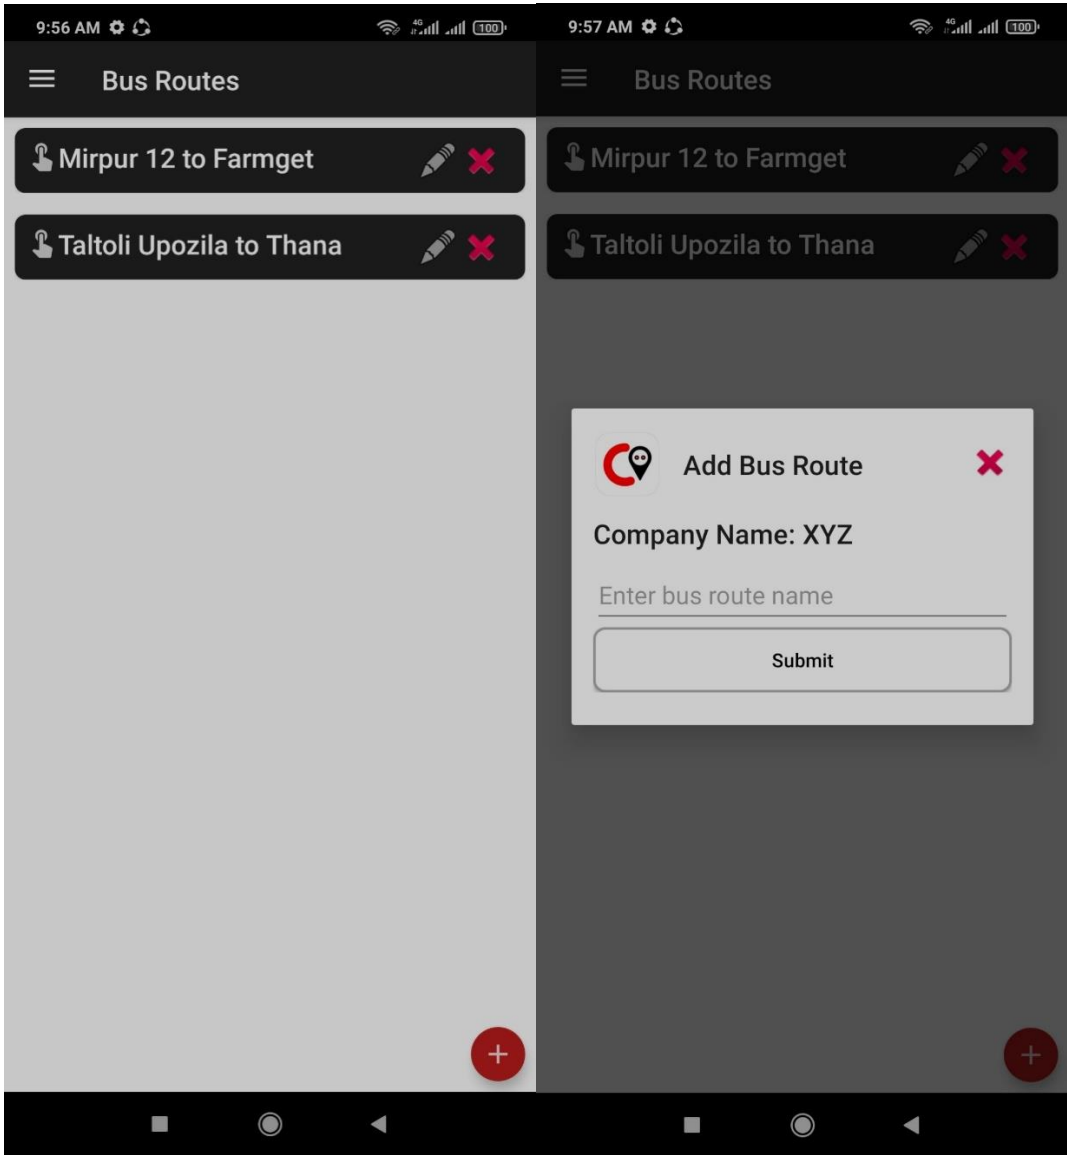 9:56 AM
4G
100
Bus Routes
Mirpur 12 to Farmget
Taltoli Upozila to Thana
9:57 AM
4G
100
Bus Routes
Mirpur 12 to Farmget
Taltoli Upozila to Thana
Add Bus Route
Company Name: XYZ
Enter bus route name
Submit